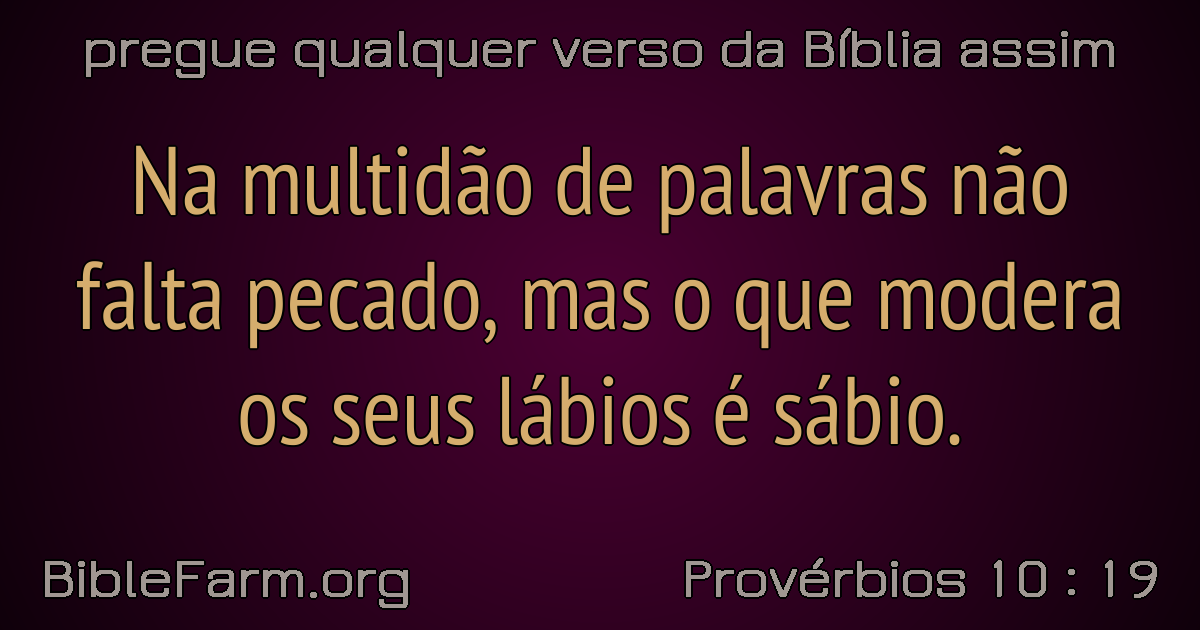 pregue qualquer verso da Bíblia assim
Na multidão de palavras não
falta pecado, mas o que modera
os seus lábios é sábio.
BibleFarm.org
Provérbios 10 : 19